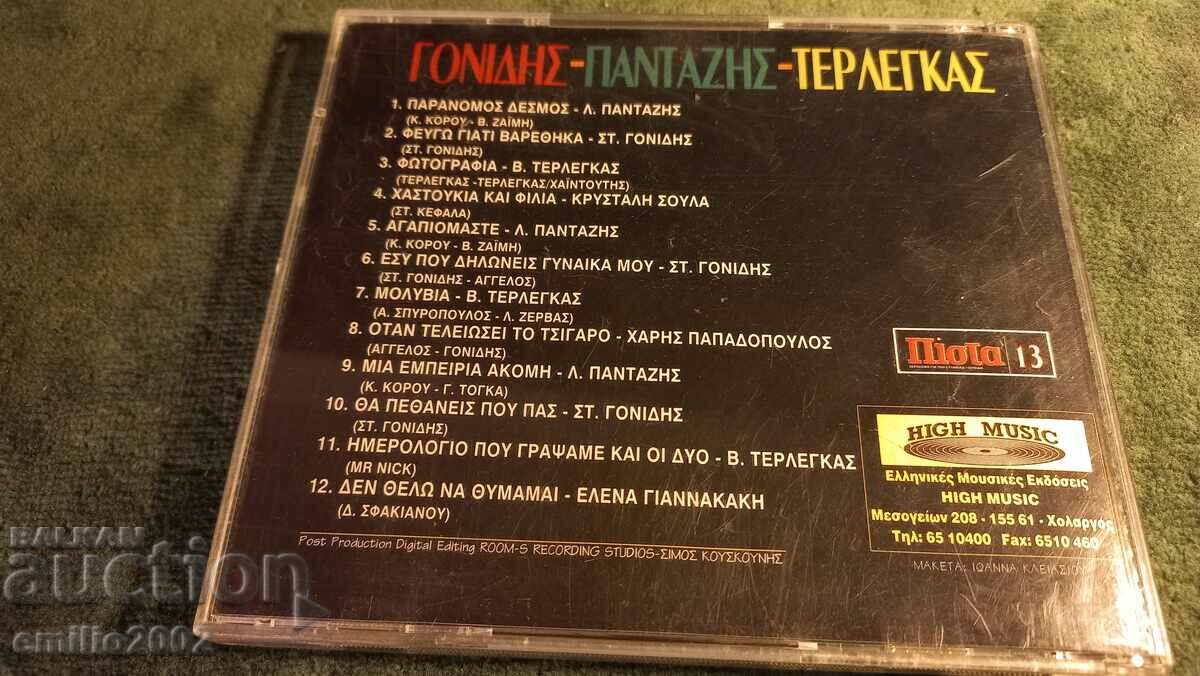 ΓΟΝΙΔΗΣ-ΠΑΝΤΑΖΗΣ-ΤΕΡΛΕΓΚΑΣ
1. ΠΑΡΑΝΟΜΟΣ ΔΕΣΜΟΣ - Λ. ΠΑΝΤΑΖΗΣ
(Κ. ΚΟΡΟΥ - Β. ΖΑΪΜΗ)
2. ΦΕΥΓΩ ΓΙΑΤΙ ΒΑΡΕΘΗΚΑ - ΣΤ. ΓΟΝΙΔΗΣ
(ΣΤ. ΓΟΝΙΔΗΣ)
3. ΦΩΤΟΓΡΑΦΙΑ - Β. ΤΕΡΛΕΓΚΑΣ
(ΤΕΡΛΕΓΚΑΣ -ΤΕΡΛΕΓΚΑΣ/ΧΑΪΝΤΟΥΤΗΣ)
4. ΧΑΣΤΟΥΚΙΑ ΚΑΙ ΦΙΛΙΑ - ΚΡΥΣΤΑΛΗ ΣΟΥΛΑ
(ΣΤ. ΚΕΦΑΛΑ)
5. ΑΓΑΠΙΟΜΑΣΤΕ - Λ. ΠΑΝΤΑΖΗΣ
(Κ. ΚΟΡΟΥ - Β. ΖΑΪΜΗ)
6. ΕΣΥ ΠΟΥ ΔΗΛΩΝΕΙΣ ΓΥΝΑΙΚΑ ΜΟΥ - ΣΤ. ΓΟΝΙΔΗΣ
(ΣΤ. ΓΟΝΙΔΗΣ - ΑΓΓΕΛΟΣ)
7. ΜΟΛΥΒΙΑ - Β. ΤΕΡΛΕΓΚΑΣ
(Α. ΣΠΥΡΟΠΟΥΛΟΣ - Λ. ΖΕΡΒΑΣ)
8. ΟΤΑΝ ΤΕΛΕΙΩΣΕΙ ΤΟ ΤΣΙΓΑΡΟ - ΧΑΡΗΣ ΠΑΠΑΔΟΠΟΥΛΟΣ
(ΑΓΓΕΛΟΣ - ΓΟΝΙΔΗΣ)
9. ΜΙΑ ΕΜΠΕΙΡΙΑ ΑΚΟΜΗ - Λ. ΠΑΝΤΑΖΗΣ
(Κ. ΚΟΡΟΥ - Γ. ΤΟΓΚΑ)
10. ΘΑ ΠΕΘΑΝΕΙΣ ΠΟΥ ΠΑΣ - ΣΤ. ΓΟΝΙΔΗΣ
(ΣΤ. ΓΟΝΙΔΗΣ)
11. ΗΜΕΡΟΛΟΓΙΟ ΠΟΥ ΓΡΑΨΑΜΕ ΚΑΙ ΟΙ ΔΥΟ - Β. ΤΕΡΛΕΓΚΑΣ
(MR NICK)
12. ΔΕΝ ΘΕΛΩ ΝΑ ΘΥΜΑΜΑΙ - ΕΛΕΝΑ ΓΙΑΝΝΑΚΑΚΗ
(Δ. ΣΦΑΚΙΑΝΟΥ)
Post Production Digital Editing ROOM-S RECORDING STUDIOS-ΣΙΜΟΣ ΚΟΥΣΚΟΥΝΗΣ
Πίστα 13
HIGH MUSIC
Ελληνικές Μουσικές Εκδόσεις
HIGH MUSIC
Μεσογείων 208 - 155 61 - Χολαργός
Τηλ: 65 10400 Fax: 6510 460
ΜΑΚΕΤΑ: ΙΩΑΝΝΑ ΚΛΕΙΑΣΙΟΥ
BALKAN
auction
emilio2002